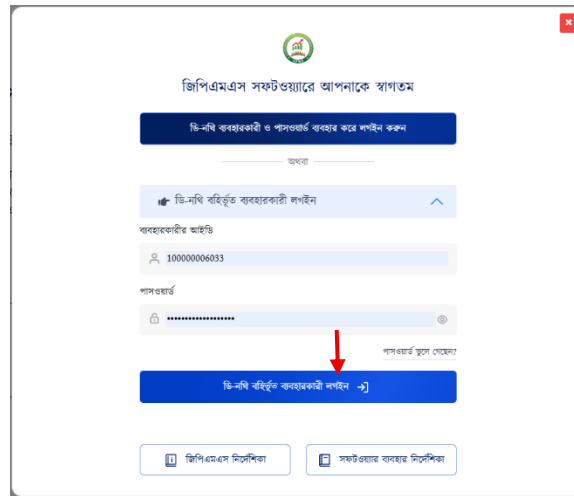 জিপিএমএস সফটওয়্যারে আপনাকে স্বাগতম
ডি-নথি ব্যবহারকারী ও পাসওয়ার্ড ব্যবহার করে লগইন করুন
অথবা
ডি-নথি বহির্ভূত ব্যবহারকারী লগইন
ব্যবহারকারীর আইডি
100000006033
পাসওয়ার্ড
পাসওয়ার্ড ভুলে গেছেন?
ডি-নথি বহির্ভূত ব্যবহারকারী লগইন
জিপিএমএস নির্দেশিকা
সফটওয়্যার ব্যবহার নির্দেশিকা